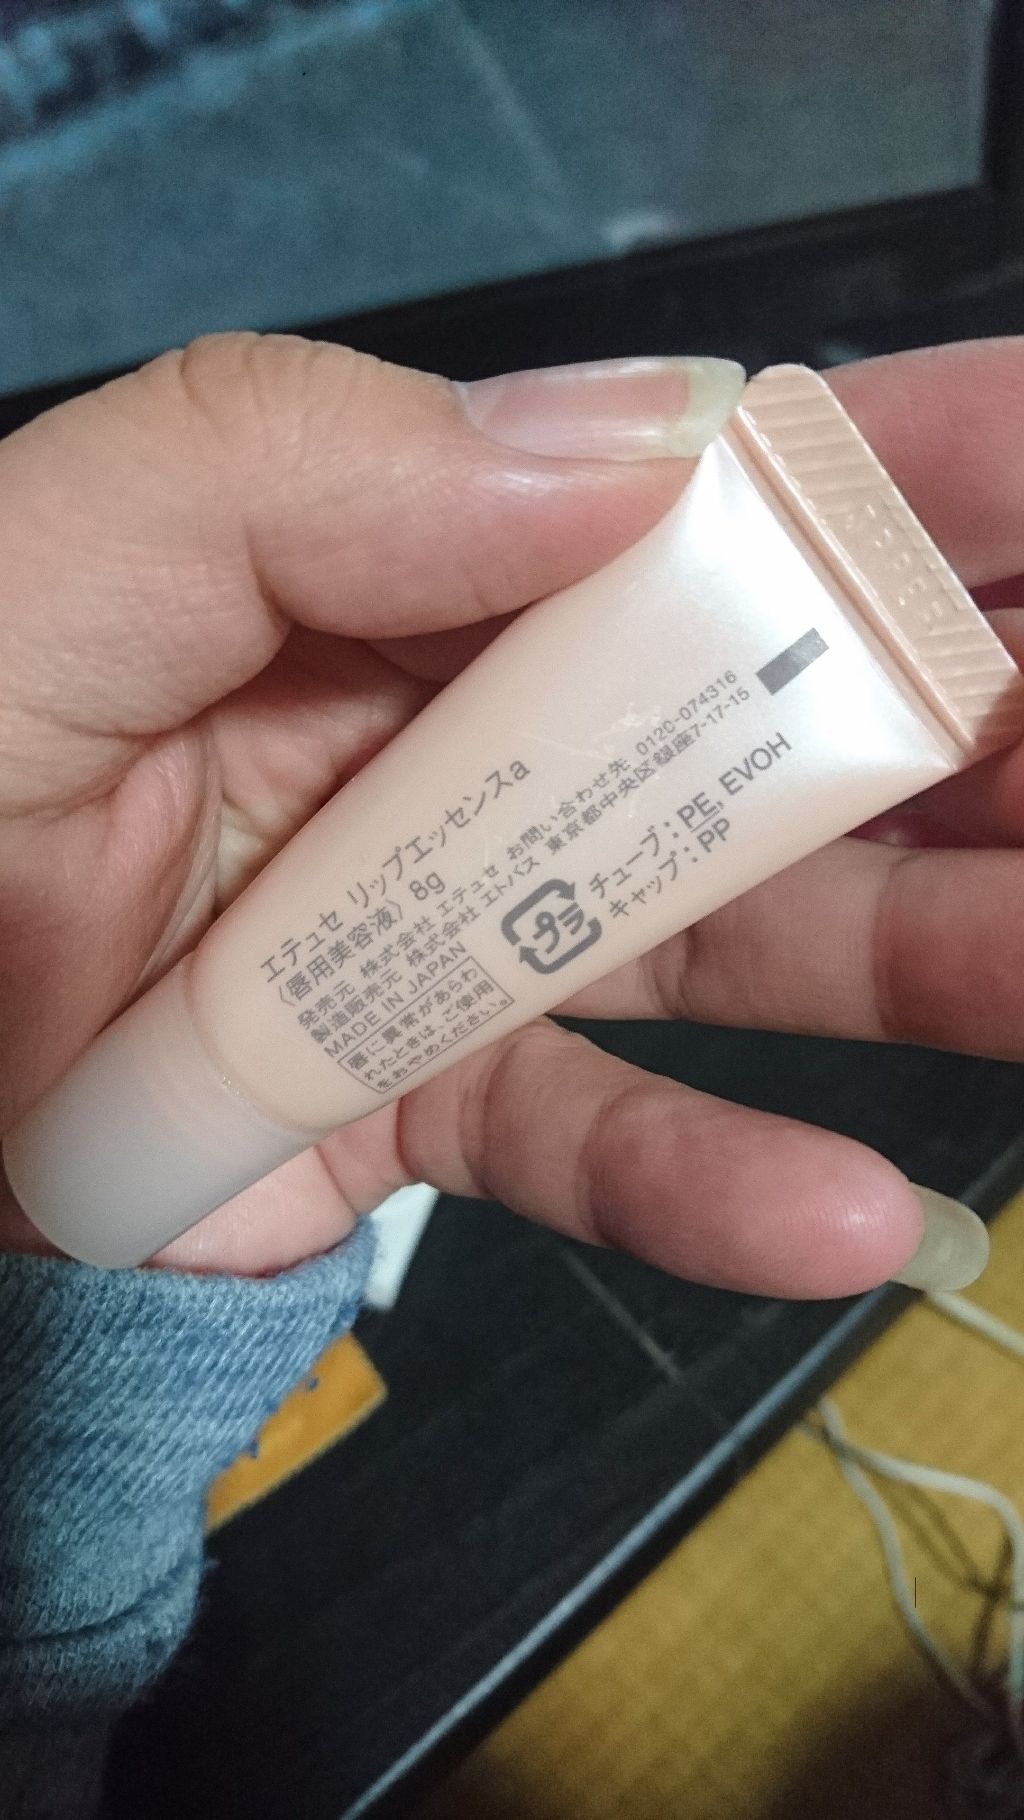 エテュセ リップエッセンスa
〈唇用美容液〉 8g
発売元 株式会社 エテュセ お問い合わせ先 0120-074316
製造販売元 株式会社 エトバス 東京都中央区銀座7-17-15
MADE IN JAPAN
唇に異常があらわ
れたときは、ご使用
をおやめください。
プラ
チューブ:PE, EVOH
キャップ:PP